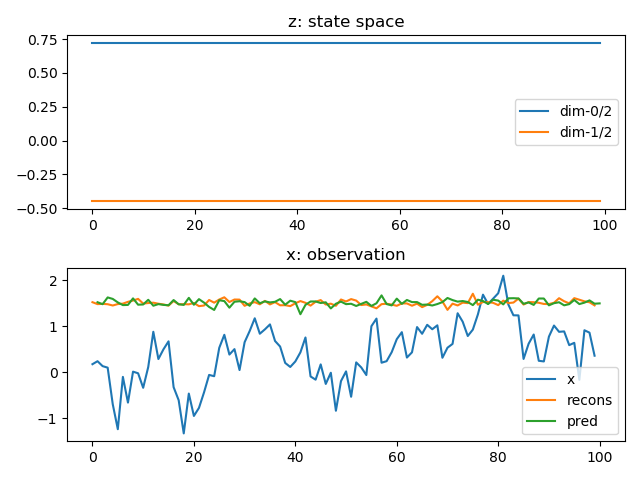 z: state space
0.75
0.50
0.25
0.00
−0.25
−0.50
dim-0/2
dim-1/2
0 20 40 60 80 100
x: observation
2
1
0
−1
x
recons
pred
0 20 40 60 80 100